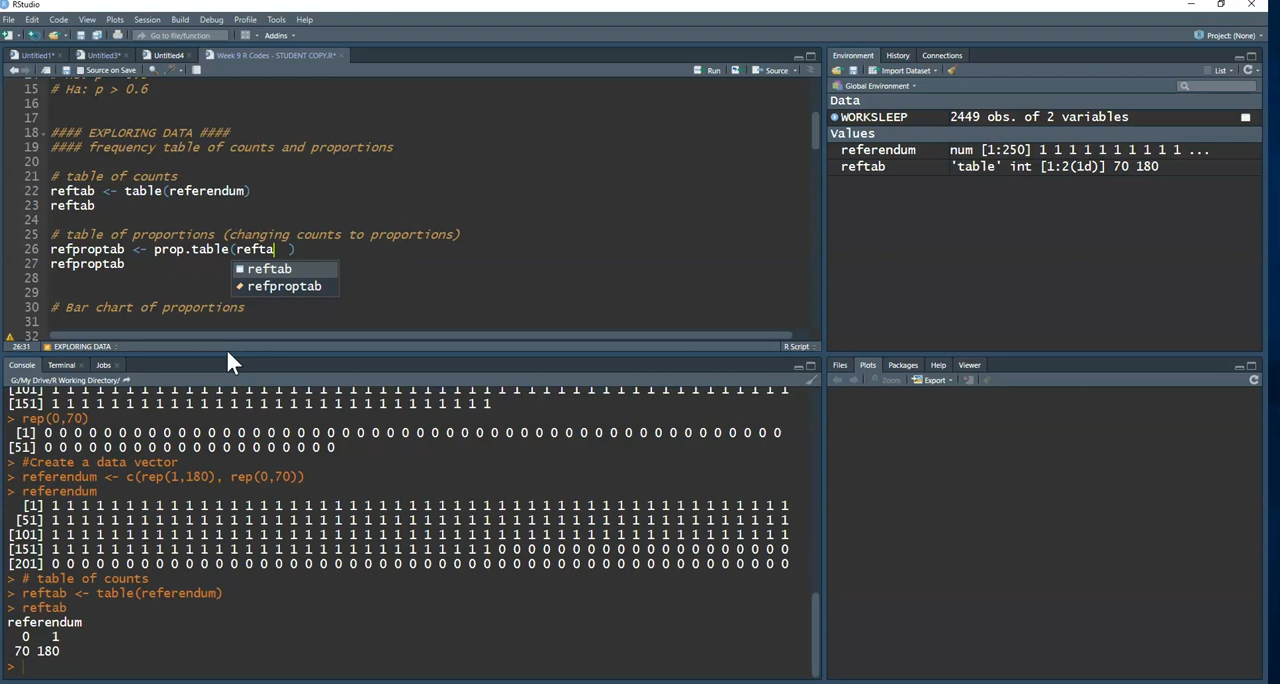 RStudio
File Edit Code View Plots Session Build Debug Profile Tools Help
Go to file/function Addins Project: (None)
Untitled1* Untitled3* Untitled4 Week 9 R Codes - STUDENT COPY.R*
Source on Save Run Source
15 # Ha: p > 0.6
16
17
18 #### EXPLORING DATA ####
19 #### frequency table of counts and proportions
20
21 # table of counts
22 reftab <- table(referendum)
23 reftab
24
25 # table of proportions (changing counts to proportions)
26 refproptab <- prop.table(refta )
27 refproptab
reftab
28
refproptab
29
30 # Bar chart of proportions
31
32
26:31 EXPLORING DATA R Script
Console Terminal Jobs
G:/My Drive/R Working Directory/
[151] 1 1 1 1 1 1 1 1 1 1 1 1 1 1 1 1 1 1 1 1 1 1 1 1 1 1 1 1 1 1
> rep(0,70)
[1] 0 0 0 0 0 0 0 0 0 0 0 0 0 0 0 0 0 0 0 0 0 0 0 0 0 0 0 0 0 0 0 0 0 0 0 0 0 0 0 0 0 0 0 0 0 0 0 0 0 0
[51] 0 0 0 0 0 0 0 0 0 0 0 0 0 0 0 0 0 0 0 0
> #Create a data vector
> referendum <- c(rep(1,180), rep(0,70))
> referendum
[1] 1 1 1 1 1 1 1 1 1 1 1 1 1 1 1 1 1 1 1 1 1 1 1 1 1 1 1 1 1 1 1 1 1 1 1 1 1 1 1 1 1 1 1 1 1 1 1 1 1 1
[51] 1 1 1 1 1 1 1 1 1 1 1 1 1 1 1 1 1 1 1 1 1 1 1 1 1 1 1 1 1 1 1 1 1 1 1 1 1 1 1 1 1 1 1 1 1 1 1 1 1 1
[101] 1 1 1 1 1 1 1 1 1 1 1 1 1 1 1 1 1 1 1 1 1 1 1 1 1 1 1 1 1 1 1 1 1 1 1 1 1 1 1 1 1 1 1 1 1 1 1 1 1 1
[151] 1 1 1 1 1 1 1 1 1 1 1 1 1 1 1 1 1 1 1 1 1 1 1 1 1 1 1 1 1 1 0 0 0 0 0 0 0 0 0 0 0 0 0 0 0 0 0 0 0 0
[201] 0 0 0 0 0 0 0 0 0 0 0 0 0 0 0 0 0 0 0 0 0 0 0 0 0 0 0 0 0 0 0 0 0 0 0 0 0 0 0 0 0 0 0 0 0 0 0 0 0 0
> # table of counts
> reftab <- table(referendum)
> reftab
referendum
0 1
70 180
>
Environment History Connections
Import Dataset List
Global Environment
Data
WORKSLEEP 2449 obs. of 2 variables
Values
referendum num [1:250] 1 1 1 1 1 1 1 1 1 1 ...
reftab 'table' int [1:2(1d)] 70 180
Files Plots Packages Help Viewer
Zoom Export